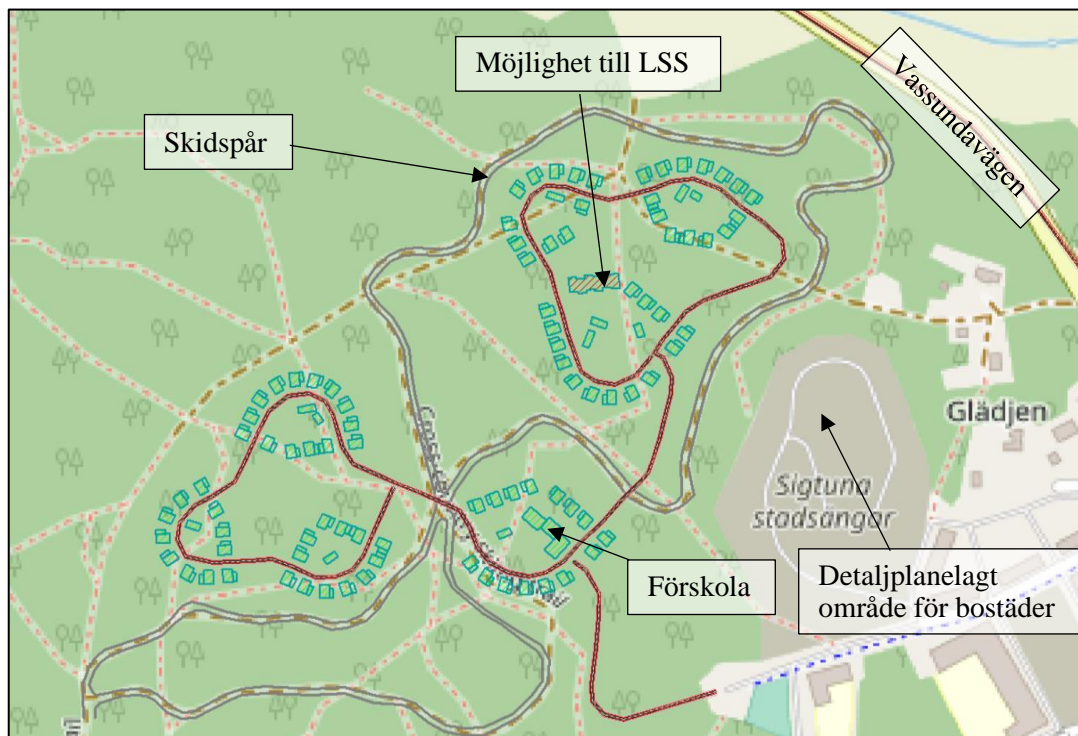 Möjlighet till LSS
Vassundavägen
Skidspår
Glädjen
Sigtuna
stadsängar
Förskola
Detaljplanelagt
område för bostäder